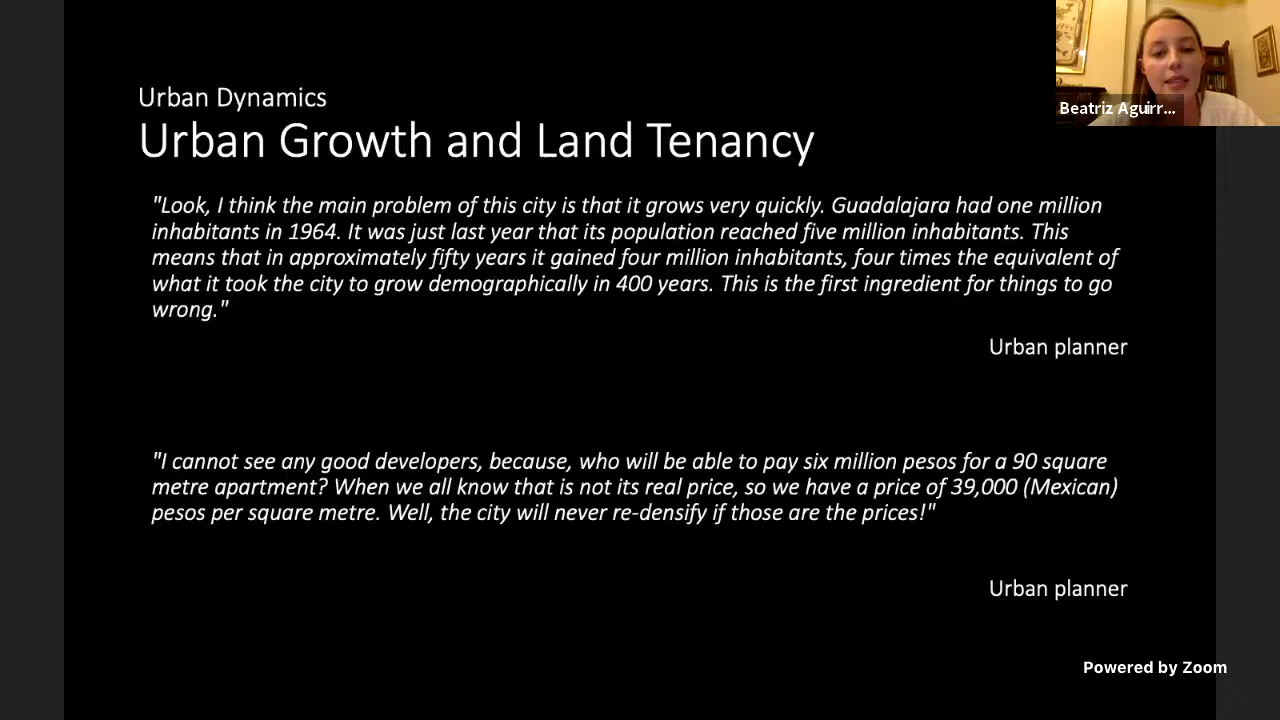 Urban Dynamics
Urban Growth and Land Tenancy
"Look, I think the main problem of this city is that it grows very quickly. Guadalajara had one million
inhabitants in 1964. It was just last year that its population reached five million inhabitants. This
means that in approximately fifty years it gained four million inhabitants, four times the equivalent of
what it took the city to grow demographically in 400 years. This is the first ingredient for things to go
wrong."
Urban planner
"I cannot see any good developers, because, who will be able to pay six million pesos for a 90 square
metre apartment? When we all know that is not its real price, so we have a price of 39,000 (Mexican)
pesos per square metre. Well, the city will never re-densify if those are the prices!"
Urban planner
Beatriz Aguirr...
Powered by Zoom